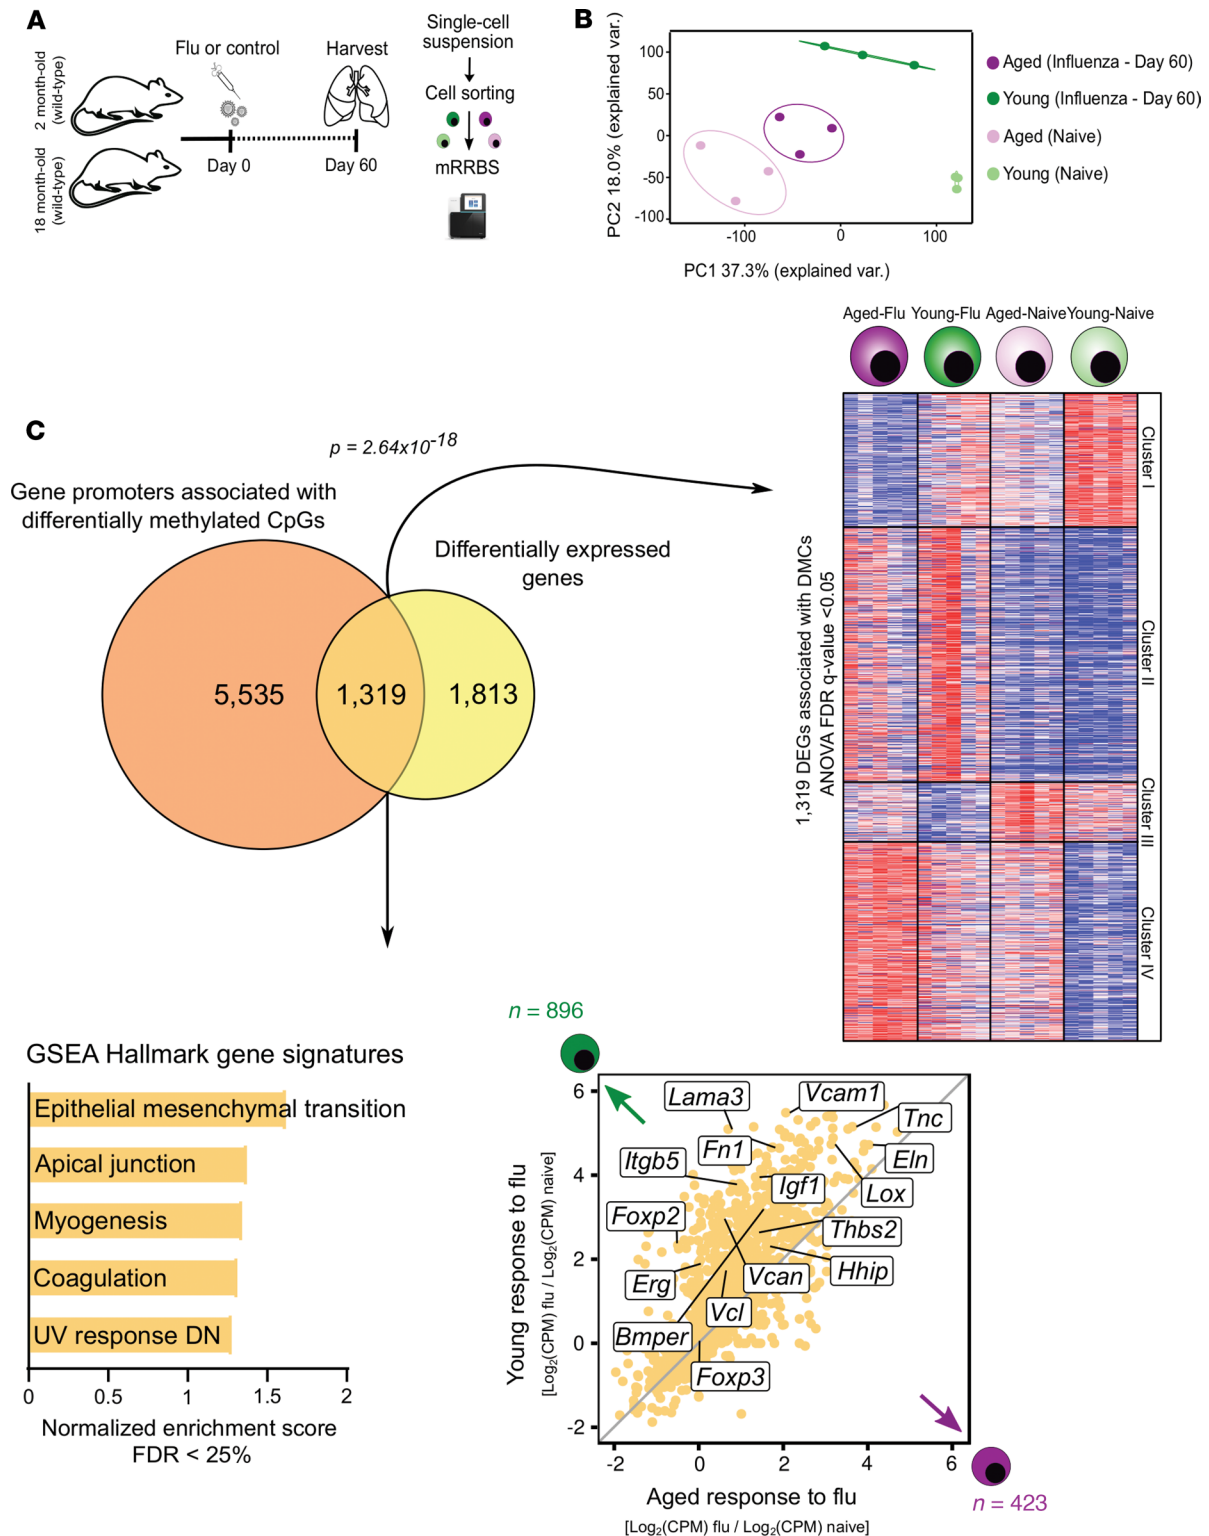 A
2 month-old
(wild-type)
18 month-old
(wild-type)
Flu or control
Harvest
Day 0
Day 60
Single-cell
suspension
Cell sorting
mRRBS
B
PC2 18.0% (explained var.)
100
50
0
-50
-100
-100
0
100
PC1 37.3% (explained var.)
Aged (Influenza - Day 60)
Young (Influenza - Day 60)
Aged (Naive)
Young (Naive)
C
p = 2.64x10-18
Gene promoters associated with
differentially methylated CpGs
Differentially expressed
genes
5,535
1,319
1,813
Aged-Flu Young-Flu Aged-Naive Young-Naive
1,319 DEGs associated with DMCs
ANOVA FDR q-value <0.05
Cluster I
Cluster II
Cluster III
Cluster IV
GSEA Hallmark gene signatures
Epithelial mesenchymal transition
Apical junction
Myogenesis
Coagulation
UV response DN
0
0.5
1
1.5
2
Normalized enrichment score
FDR < 25%
n = 896
Young response to flu
[Log2(CPM) flu / Log2(CPM) naive]
6
4
2
0
-2
Lama3
Vcam1
Tnc
Fn1
Itgb5
Eln
Igf1
Lox
Foxp2
Thbs2
Erg
Vcan
Hhip
Vcl
Bmper
Foxp3
-2
0
2
4
6
Aged response to flu
[Log2(CPM) flu / Log2(CPM) naive]
n = 423